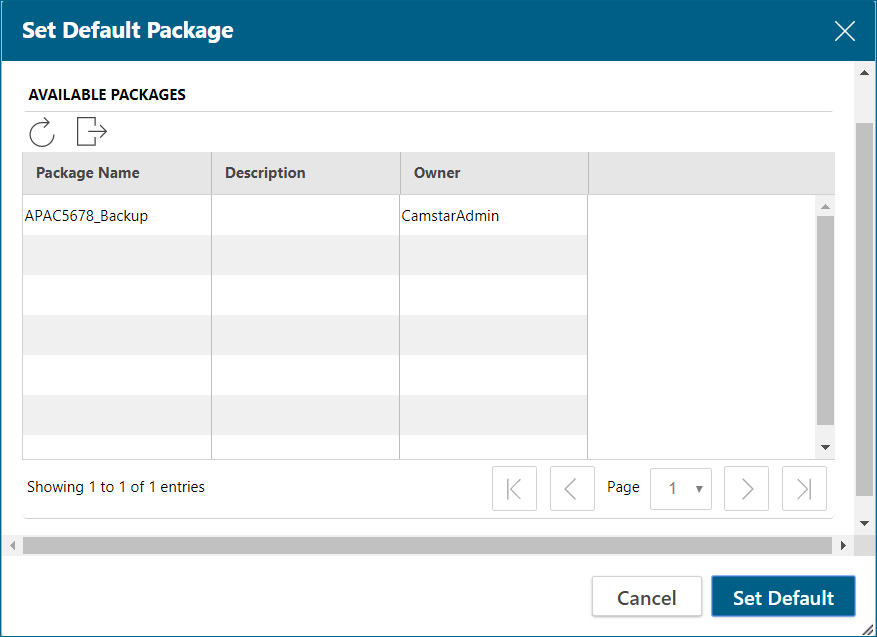 Set Default Package
AVAILABLE PACKAGES
Package Name Description Owner
APAC5678_Backup CamstarAdmin
Showing 1 to 1 of 1 entries Page 1
Cancel Set Default